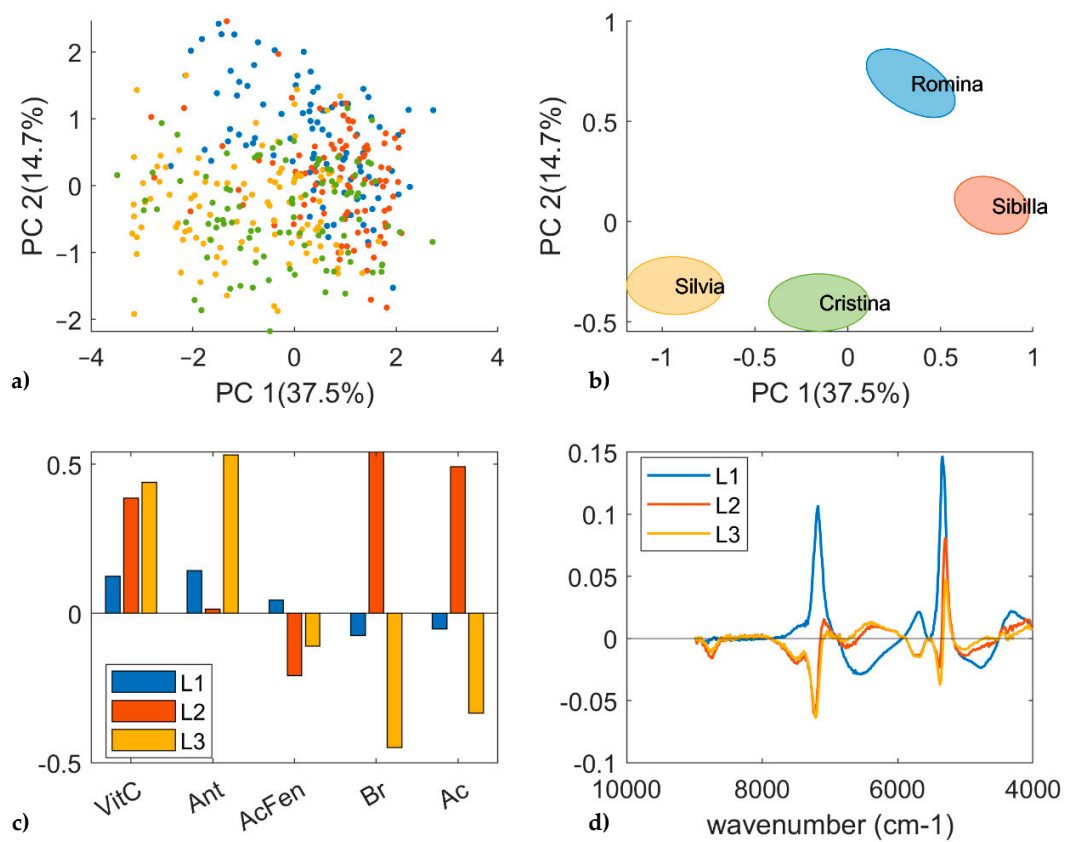 2
1
0
−1
−2
−4
−2
0
2
4
PC 2(14.7%)
PC 1(37.5%)
a)
1
0.5
0
-0.5
-1
-0.5
0
0.5
1
PC 2(14.7%)
PC 1(37.5%)
Romina
Sibilla
Silvia
Cristina
b)
0.5
0
-0.5
L1
L2
L3
VitC
Ant
AcFen
Br
Ac
c)
0.15
0.1
0.05
0
-0.05
-0.1
L1
L2
L3
10000
8000
6000
4000
wavenumber (cm-1)
d)